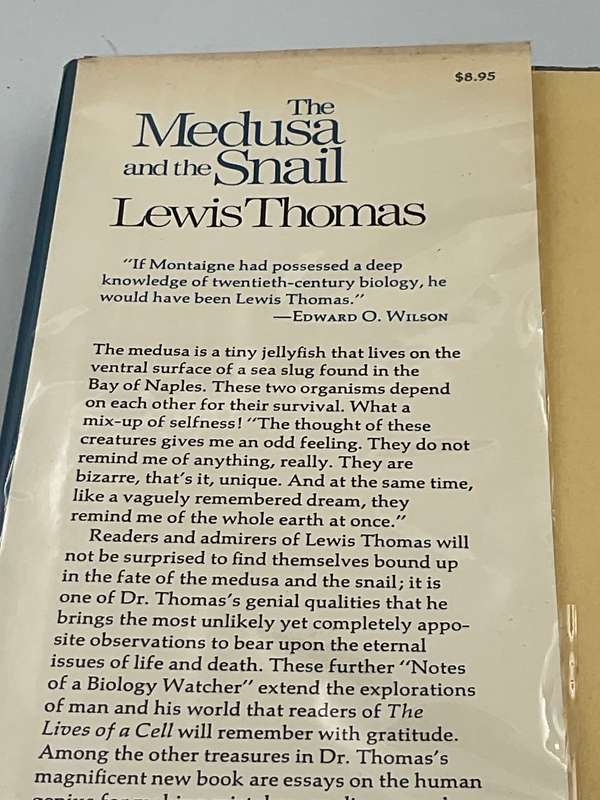 $8.95
The
Medusa
and the Snail
Lewis Thomas
"If Montaigne had possessed a deep
knowledge of twentieth-century biology, he
would have been Lewis Thomas."
—Edward O. Wilson
The medusa is a tiny jellyfish that lives on the
ventral surface of a sea slug found in the
Bay of Naples. These two organisms depend
on each other for their survival. What a
mix-up of selfness! "The thought of these
creatures gives me an odd feeling. They do not
remind me of anything, really. They are
bizarre, that's it, unique. And at the same time,
like a vaguely remembered dream, they
remind me of the whole earth at once."
Readers and admirers of Lewis Thomas will
not be surprised to find themselves bound up
in the fate of the medusa and the snail; it is
one of Dr. Thomas's genial qualities that he
brings the most unlikely yet completely appo-
site observations to bear upon the eternal
issues of life and death. These further "Notes
of a Biology Watcher" extend the explorations
of man and his world that readers of The
Lives of a Cell will remember with gratitude.
Among the other treasures in Dr. Thomas's
magnificent new book are essays on the human